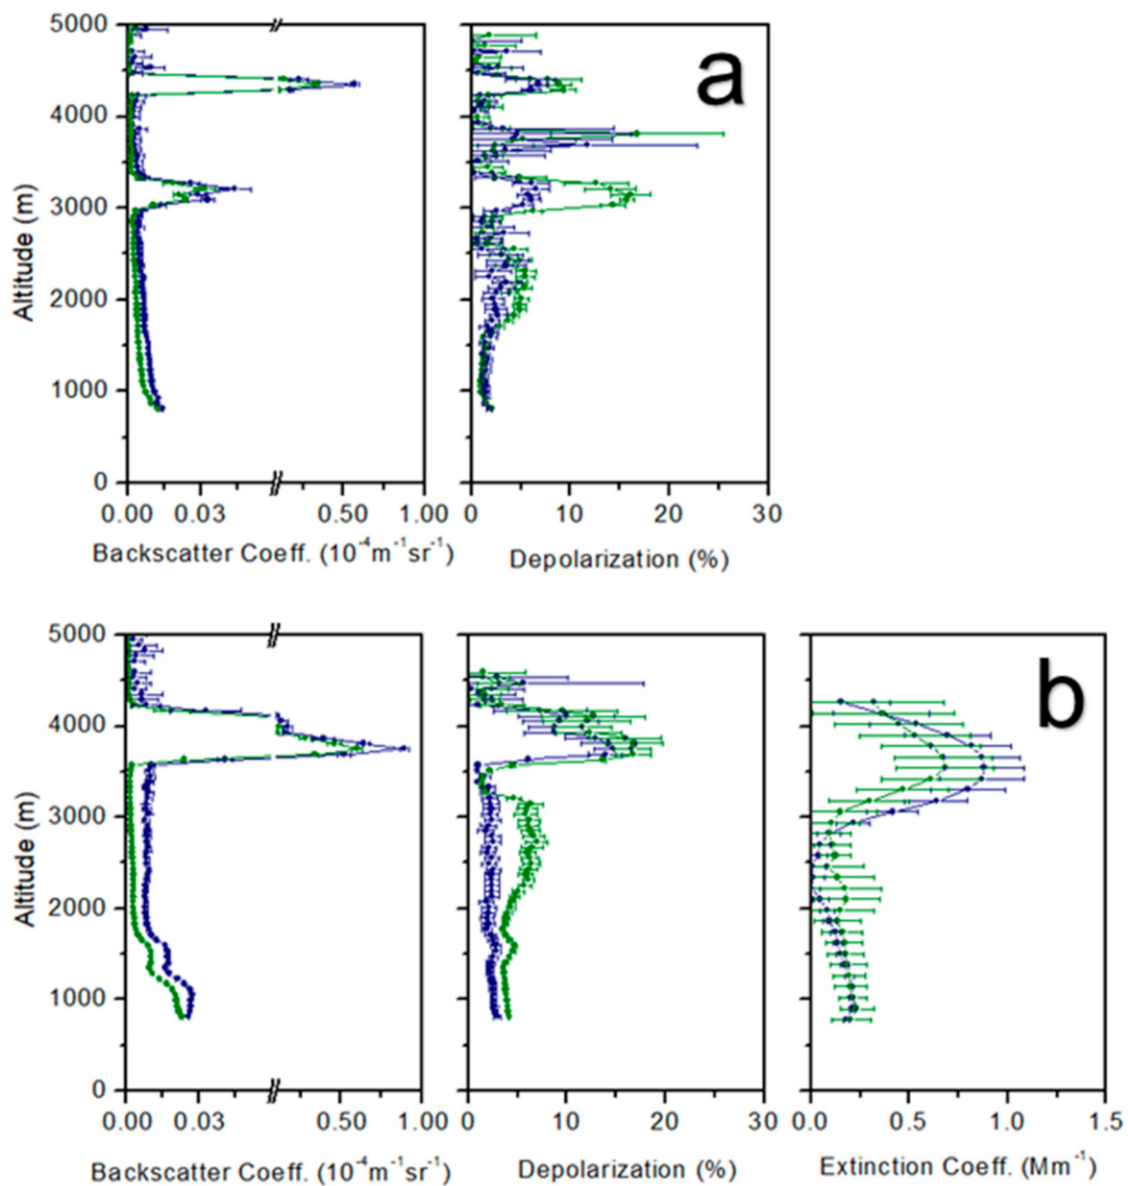 5000
4000
3000
2000
1000
0
Altitude (m)
a
0.00 0.03 0.50 1.00
0 10 20 30
Backscatter Coeff. (10⁻⁴m⁻¹sr⁻¹)
Depolarization (%)
5000
4000
3000
2000
1000
0
Altitude (m)
b
0.00 0.03 0.50 1.00
0 10 20 30
0.0 0.5 1.0 1.5
Backscatter Coeff. (10⁻⁴m⁻¹sr⁻¹)
Depolarization (%)
Extinction Coeff. (Mm⁻¹)